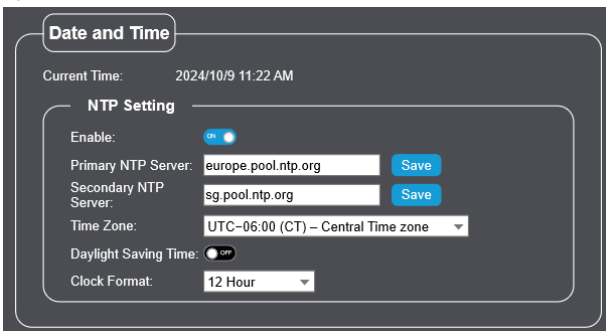 Date and Time
Current Time: 2024/10/9 11:22 AM
NTP Setting
Enable: ON
Primary NTP Server: europe.pool.ntp.org Save
Secondary NTP
Server: sg.pool.ntp.org Save
Time Zone: UTC−06:00 (CT) – Central Time zone
Daylight Saving Time: OFF
Clock Format: 12 Hour